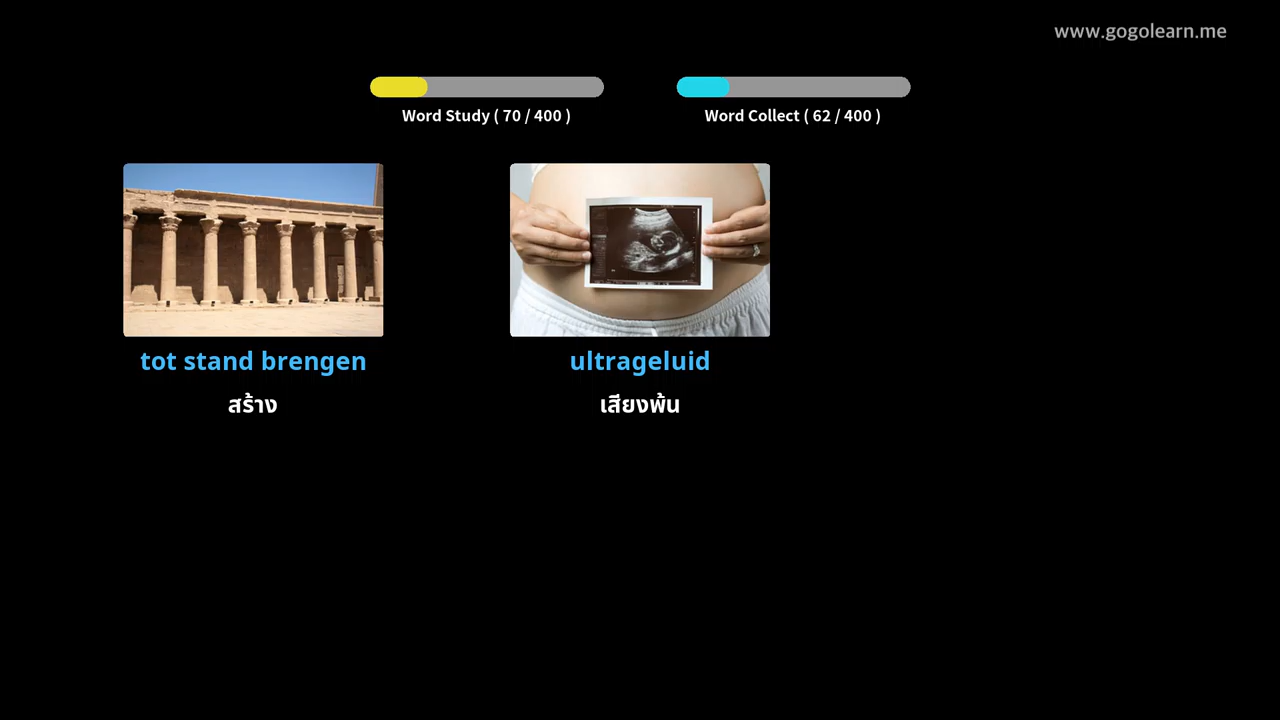 www.gogolearn.me
Word Study ( 70 / 400 )
Word Collect ( 62 / 400 )
tot stand brengen
ultrageluid
สร้าง
เสียงพ้น